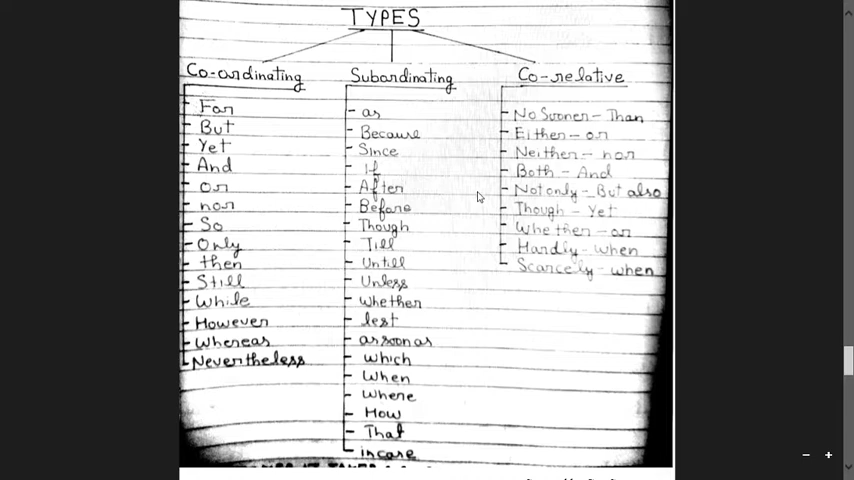 TYPES
Co-ordinating
For
But
Yet
And
or
nor
So
Only
then
Still
While
However
Whereas
Nevertheless
Subordinating
as
Because
Since
If
After
Before
Though
Till
Untill
Unless
Whether
lest
as soon as
Which
When
Where
How
That
incase
Co-relative
No Sooner - Than
Either - or
Neither - nor
Both - And
Not only - But also
Though - Yet
Whether - or
Hardly - when
Scarcely - when